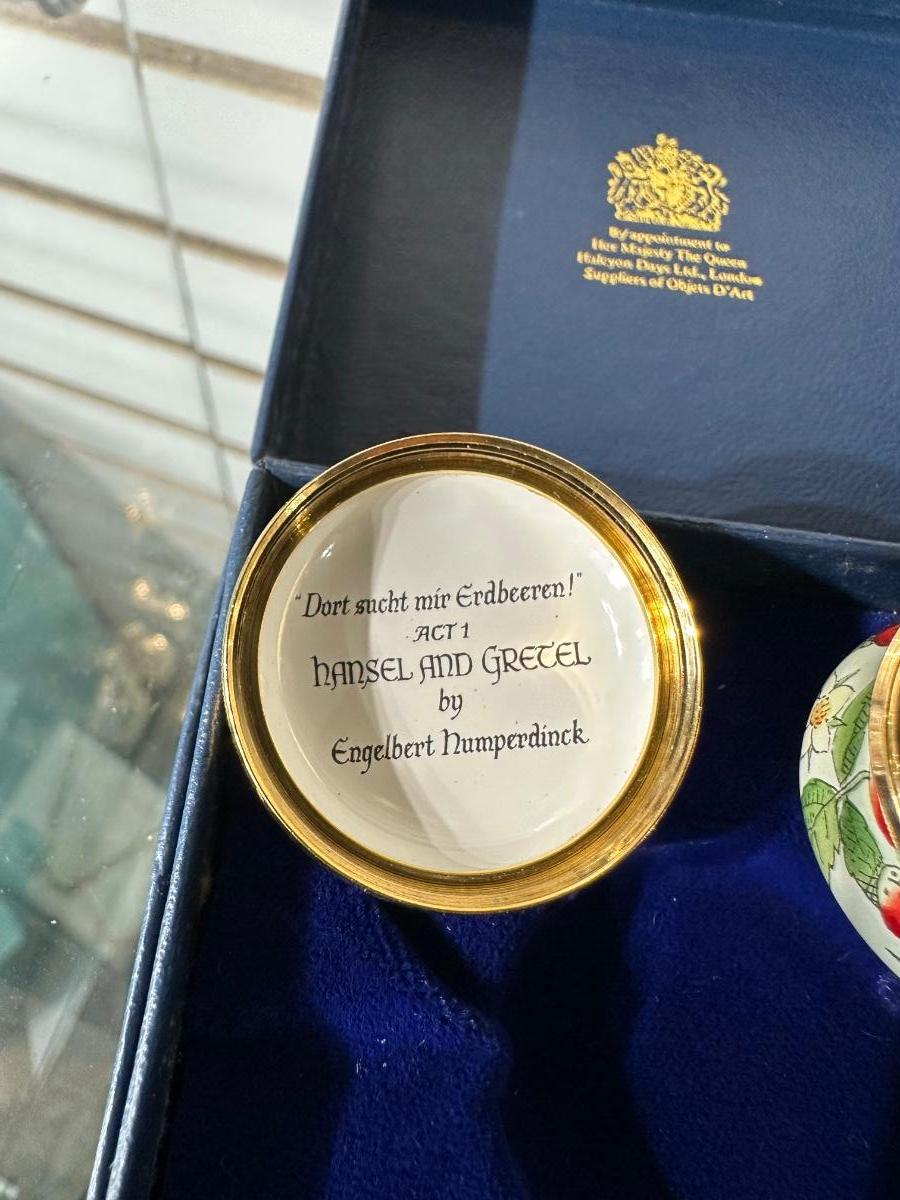 By appointment to
Her Majesty The Queen
Halcyon Days Ltd., London
Suppliers of Objets D'Art
"Dort sucht mir Erdbeeren!"
ACT 1
HANSEL AND GRETEL
by
Engelbert Humperdinck